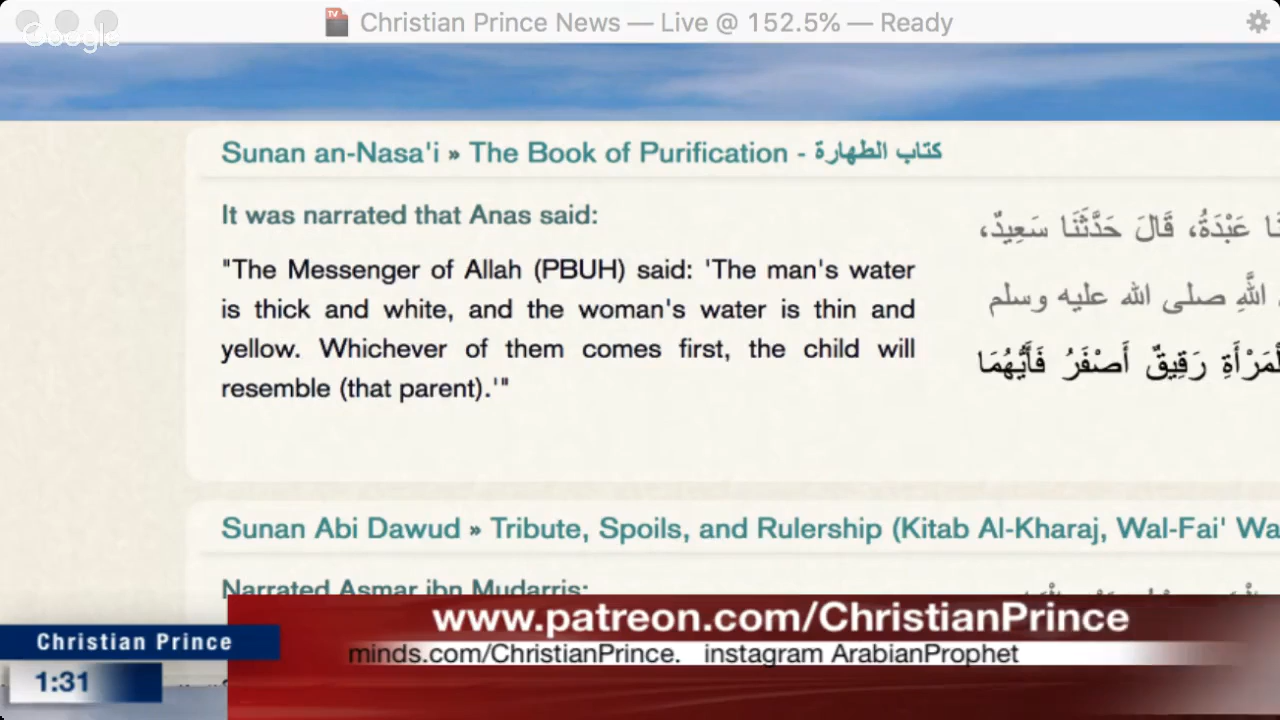 Christian Prince News — Live @ 152.5% — Ready
Google
Sunan an-Nasa'i » The Book of Purification - كتاب الطهارة
It was narrated that Anas said:
"The Messenger of Allah (PBUH) said: 'The man's water
is thick and white, and the woman's water is thin and
yellow. Whichever of them comes first, the child will
resemble (that parent).'"
عَبْدَةُ، قَالَ حَدَّثَنَا سَعِيدٌ،
اللَّهِ صلى الله عليه وسلم
الْمَرْأَةِ رَقِيقٌ أَصْفَرُ فَأَيُّهُمَا
Sunan Abi Dawud » Tribute, Spoils, and Rulership (Kitab Al-Kharaj, Wal-Fai' Wa
Narrated Asmar ibn Mudarris:
www.patreon.com/ChristianPrince
minds.com/ChristianPrince. instagram ArabianProphet
Christian Prince
1:31